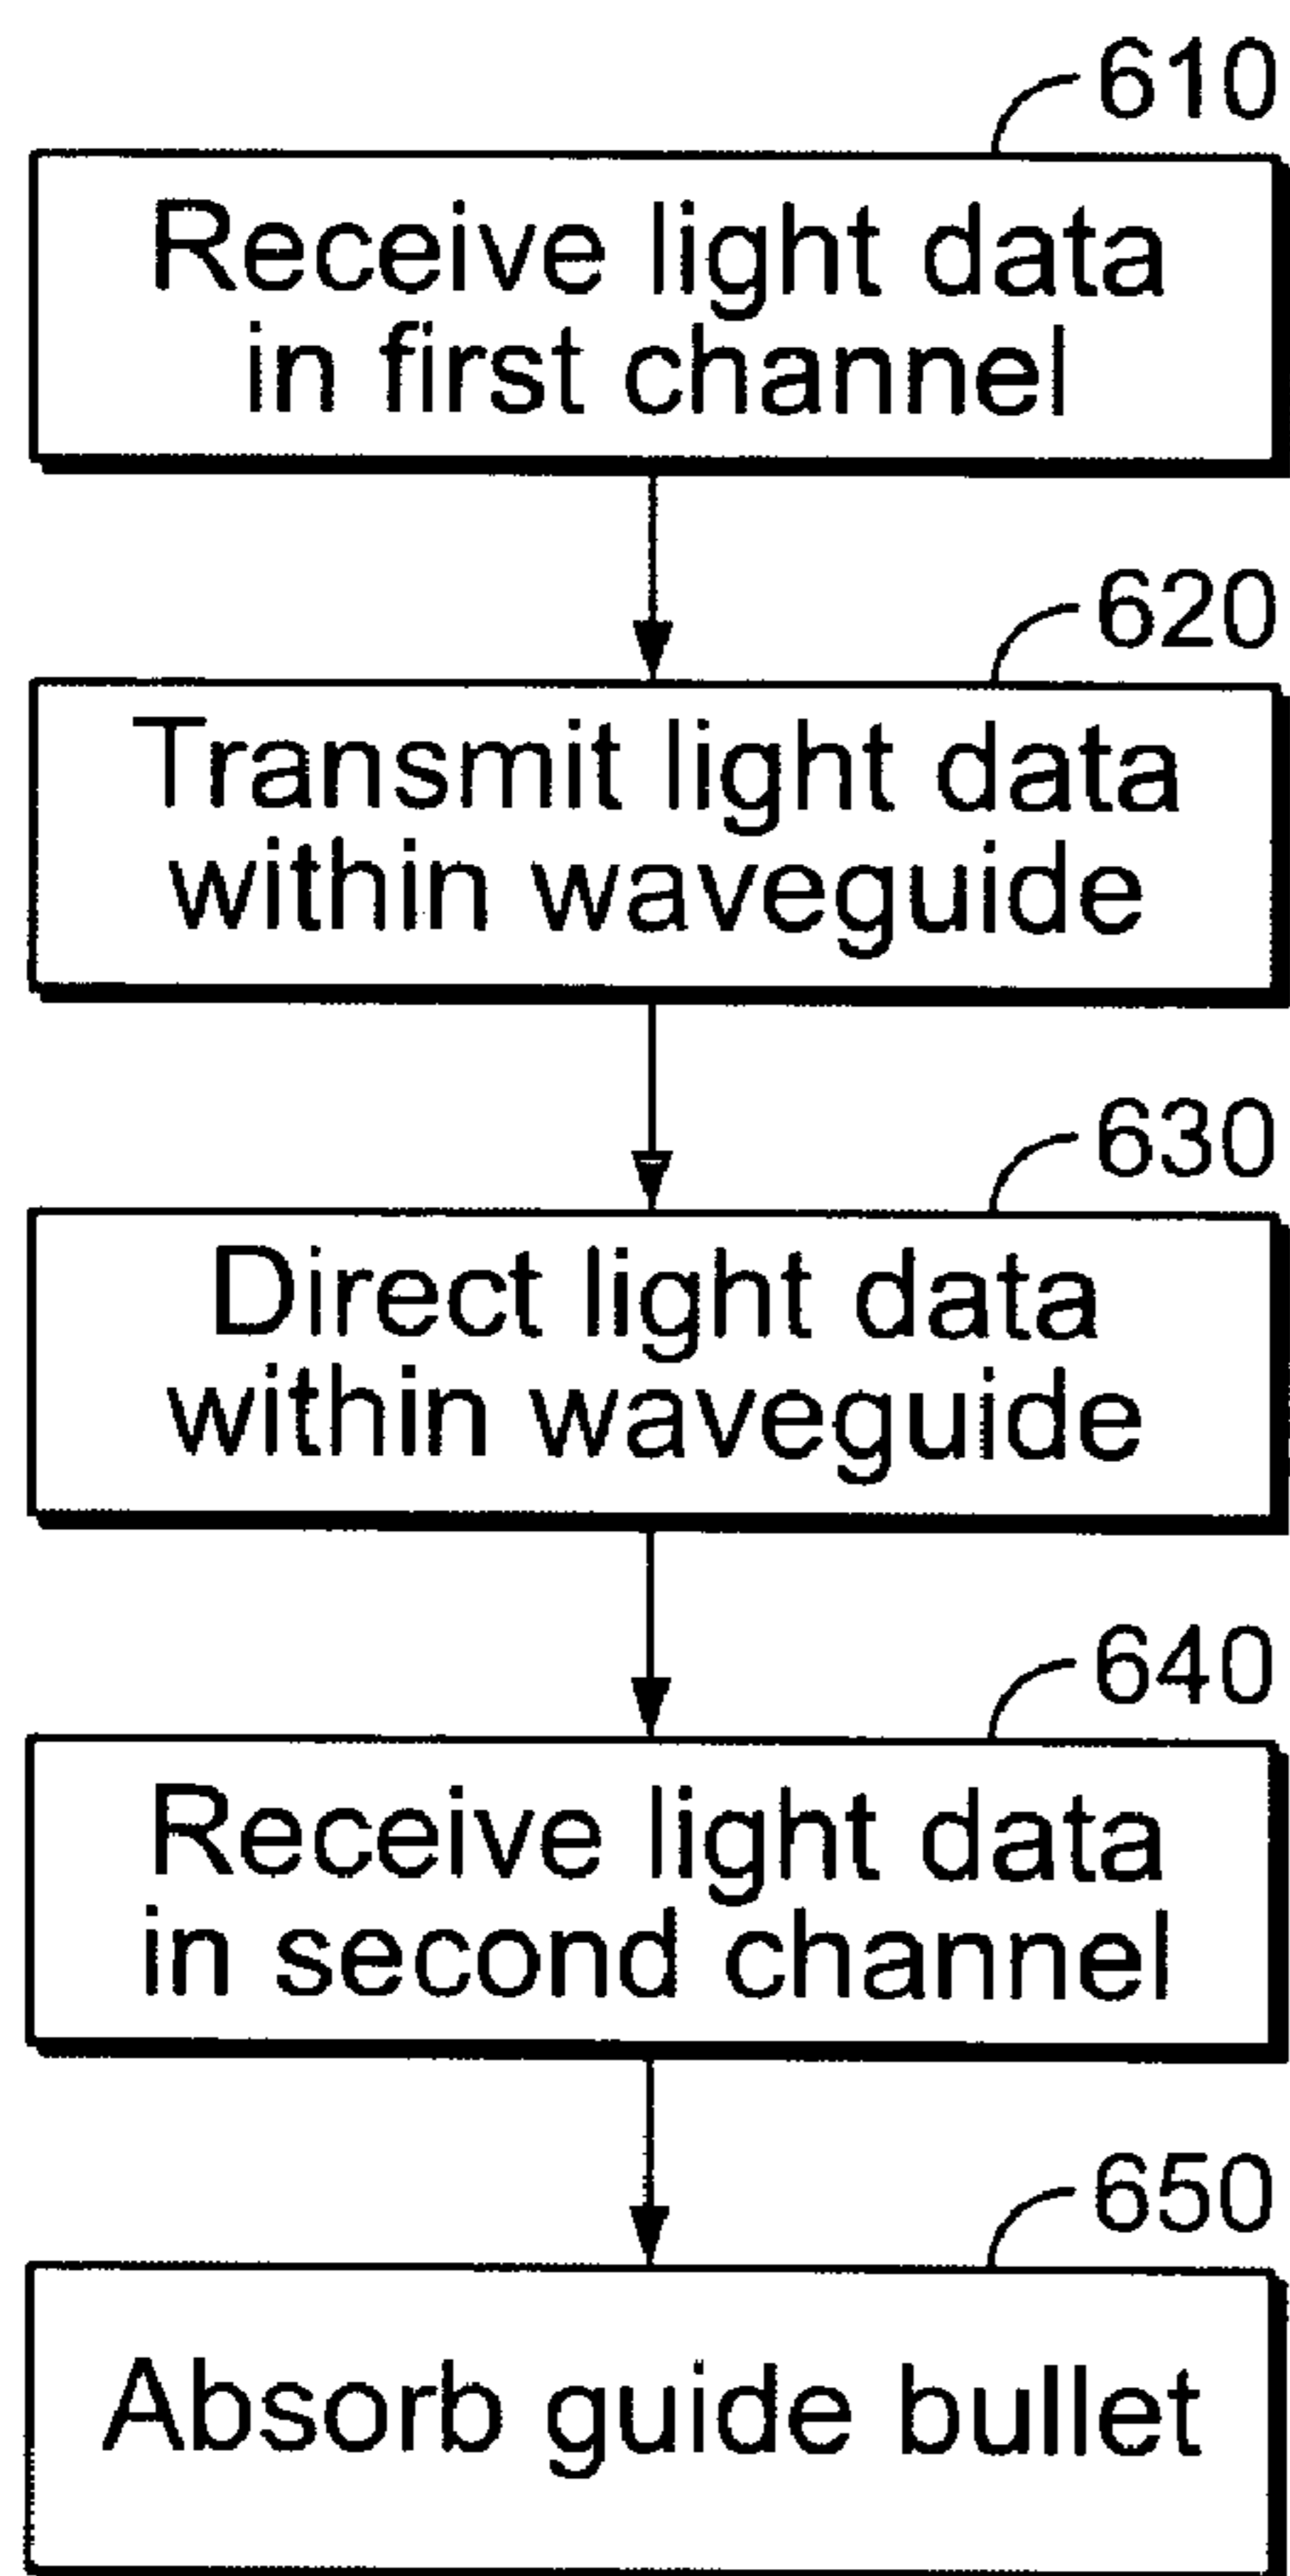 610
Receive light data
in first channel
620
Transmit light data
within waveguide
630
Direct light data
within waveguide
640
Receive light data
in second channel
650
Absorb guide bullet